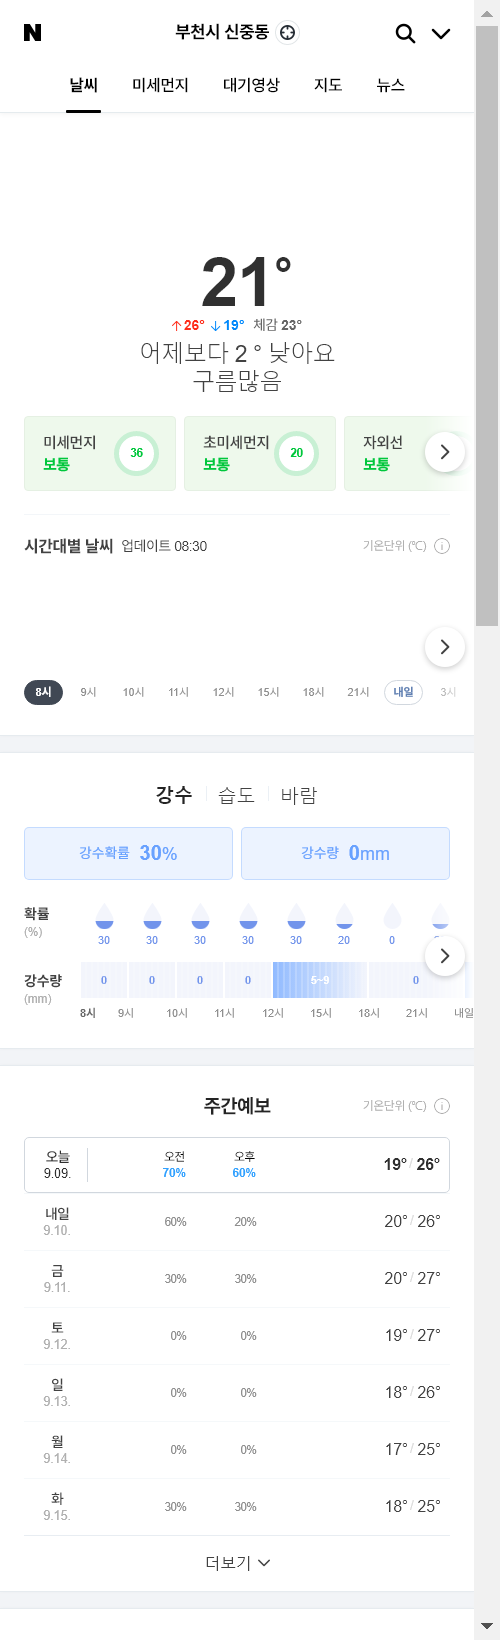 N 부천시 신중동
날씨 미세먼지 대기영상 지도 뉴스
21°
↑26° ↓19° 체감 23°
어제보다 2 ° 낮아요
구름많음
미세먼지 보통 36
초미세먼지 보통 20
자외선 보통
시간대별 날씨 업데이트 08:30 기온단위 (℃)
8시 9시 10시 11시 12시 15시 18시 21시 내일 3시
강수 습도 바람
강수확률 30% 강수량 0mm
확률 (%) 30 30 30 30 30 20 0
강수량 (mm) 0 0 0 0 5~9 0
8시 9시 10시 11시 12시 15시 18시 21시 내일
주간예보 기온단위 (℃)
오늘 9.09. 오전 70% 오후 60% 19° / 26°
내일 9.10. 60% 20% 20° / 26°
금 9.11. 30% 30% 20° / 27°
토 9.12. 0% 0% 19° / 27°
일 9.13. 0% 0% 18° / 26°
월 9.14. 0% 0% 17° / 25°
화 9.15. 30% 30% 18° / 25°
더보기